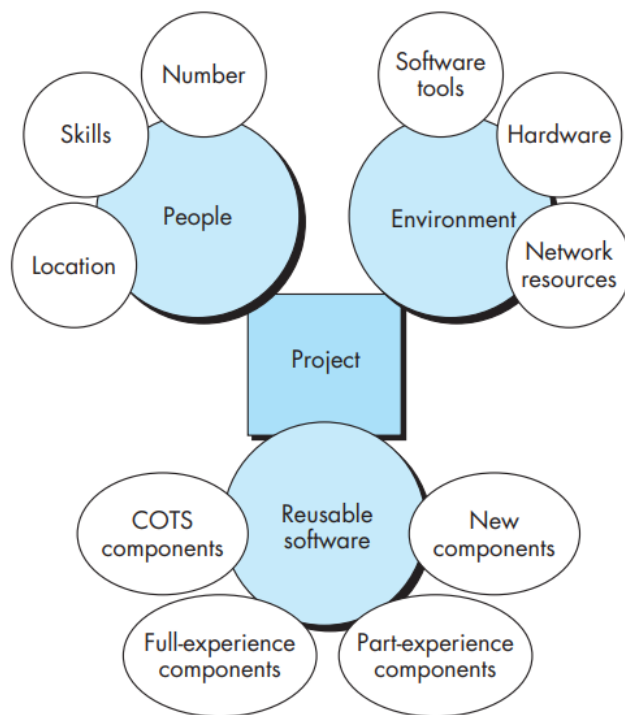 Number
Skills
People
Location
Software
tools
Hardware
Environment
Network
resources
Project
COTS
components
Reusable
software
New
components
Full-experience
components
Part-experience
components